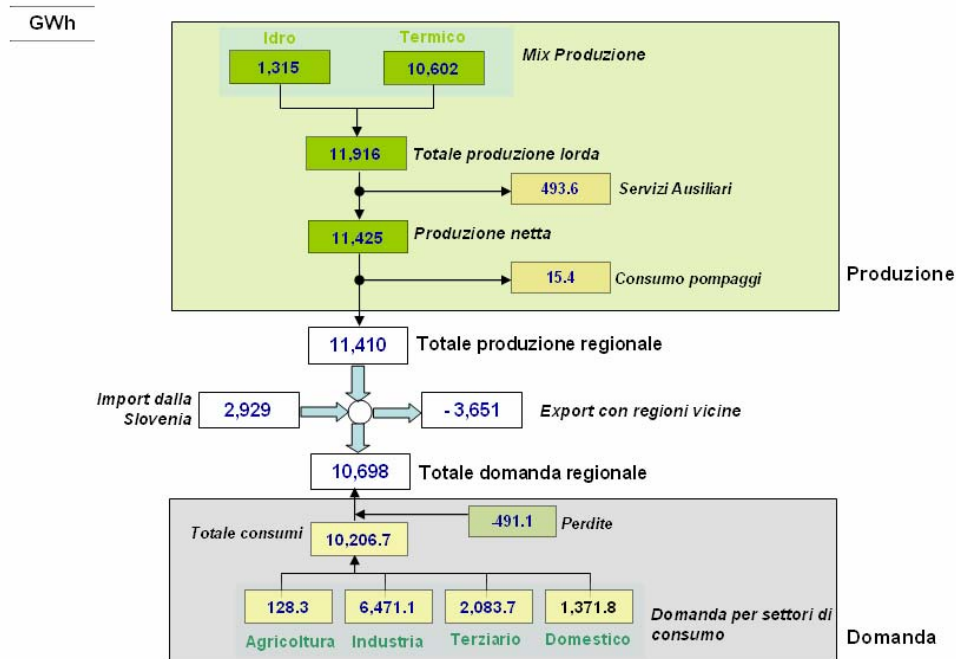 GWh
Idro
Termico
1,315
10,602
Mix Produzione
11,916
Totale produzione lorda
493.6
Servizi Ausiliari
11,425
Produzione netta
15.4
Consumo pompaggi
Produzione
11,410
Totale produzione regionale
Import dalla
Slovenia
2,929
- 3,651
Export con regioni vicine
10,698
Totale domanda regionale
Totale consumi
10,206.7
-491.1
Perdite
128.3
6,471.1
2,083.7
1,371.8
Agricoltura
Industria
Terziario
Domestico
Domanda per settori di
consumo
Domanda